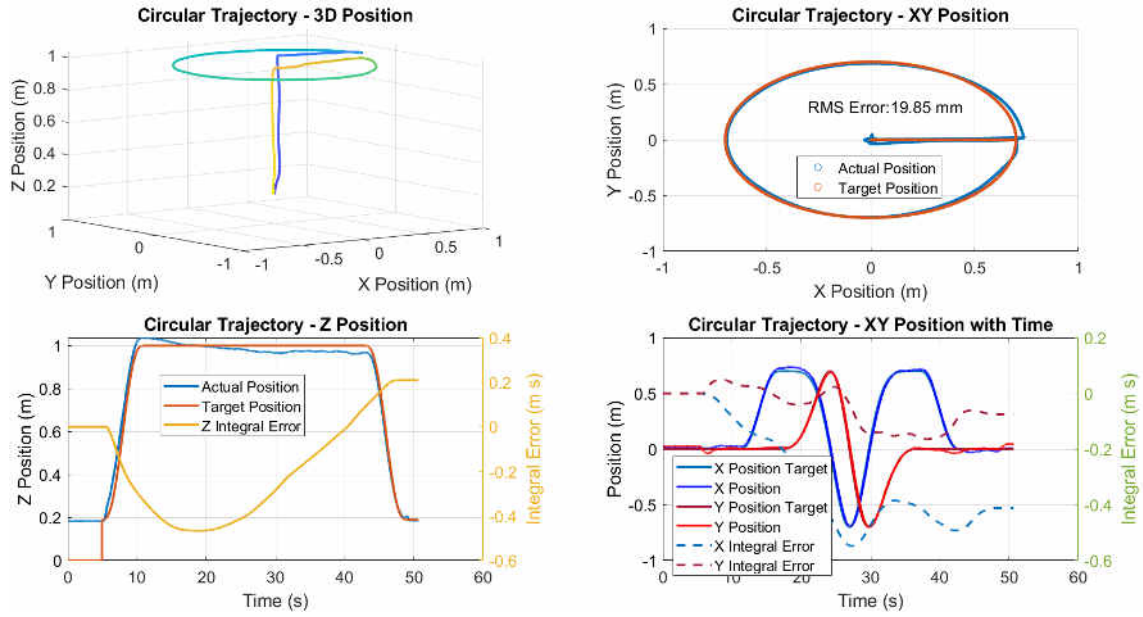 Circular Trajectory - 3D Position
Z Position (m)
1
0.8
0.6
0.4
0.2
1
0
-1
Y Position (m)
-1
-0.5
0
0.5
1
X Position (m)
Circular Trajectory - XY Position
Y Position (m)
1
0.5
0
-0.5
-1
RMS Error:19.85 mm
Actual Position
Target Position
-1
-0.5
0
0.5
1
X Position (m)
Circular Trajectory - Z Position
Z Position (m)
1
0.8
0.6
0.4
0.2
0
Actual Position
Target Position
Z Integral Error
0.4
0.2
0
-0.2
-0.4
-0.6
Integral Error (m s)
0
10
20
30
40
50
60
Time (s)
Circular Trajectory - XY Position with Time
Position (m)
1
0.5
0
-0.5
-1
X Position Target
X Position
Y Position Target
Y Position
X Integral Error
Y Integral Error
0.2
0
-0.2
-0.4
-0.6
Integral Error (m s)
0
10
20
30
40
50
60
Time (s)